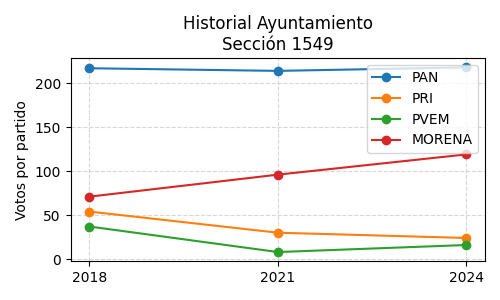 Historial Ayuntamiento
Sección 1549
Votos por partido
200
150
100
50
0
2018
2021
2024
PAN
PRI
PVEM
MORENA